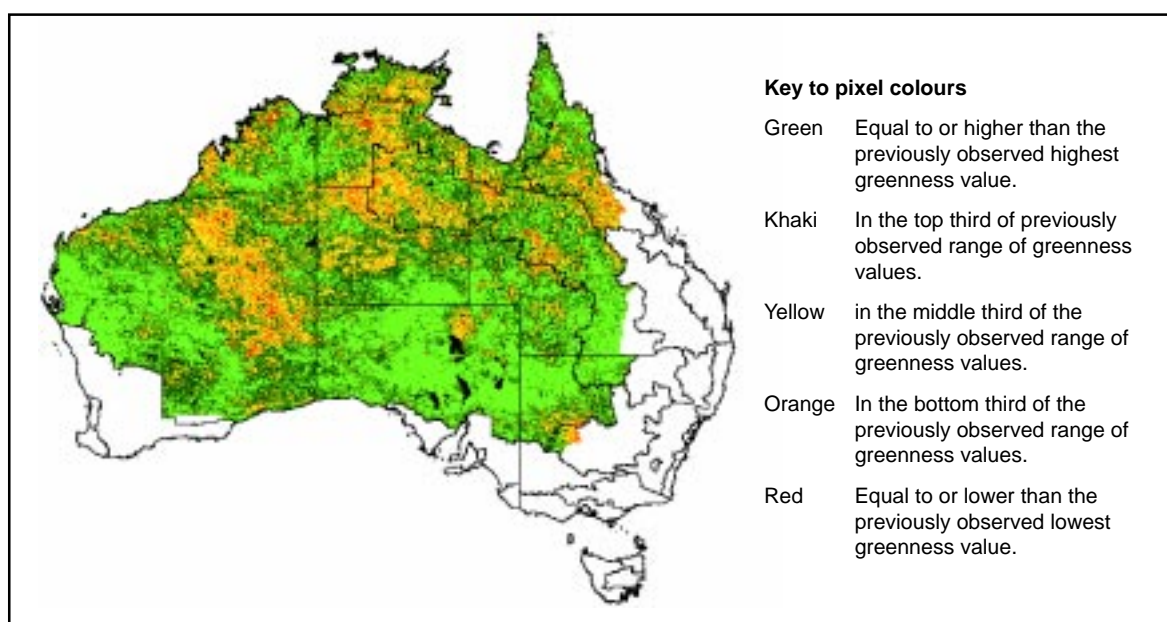 Key to pixel colours
Green Equal to or higher than the
previously observed highest
greenness value.
Khaki In the top third of previously
observed range of greenness
values.
Yellow in the middle third of the
previously observed range of
greenness values.
Orange In the bottom third of the
previously observed range of
greenness values.
Red Equal to or lower than the
previously observed lowest
greenness value.